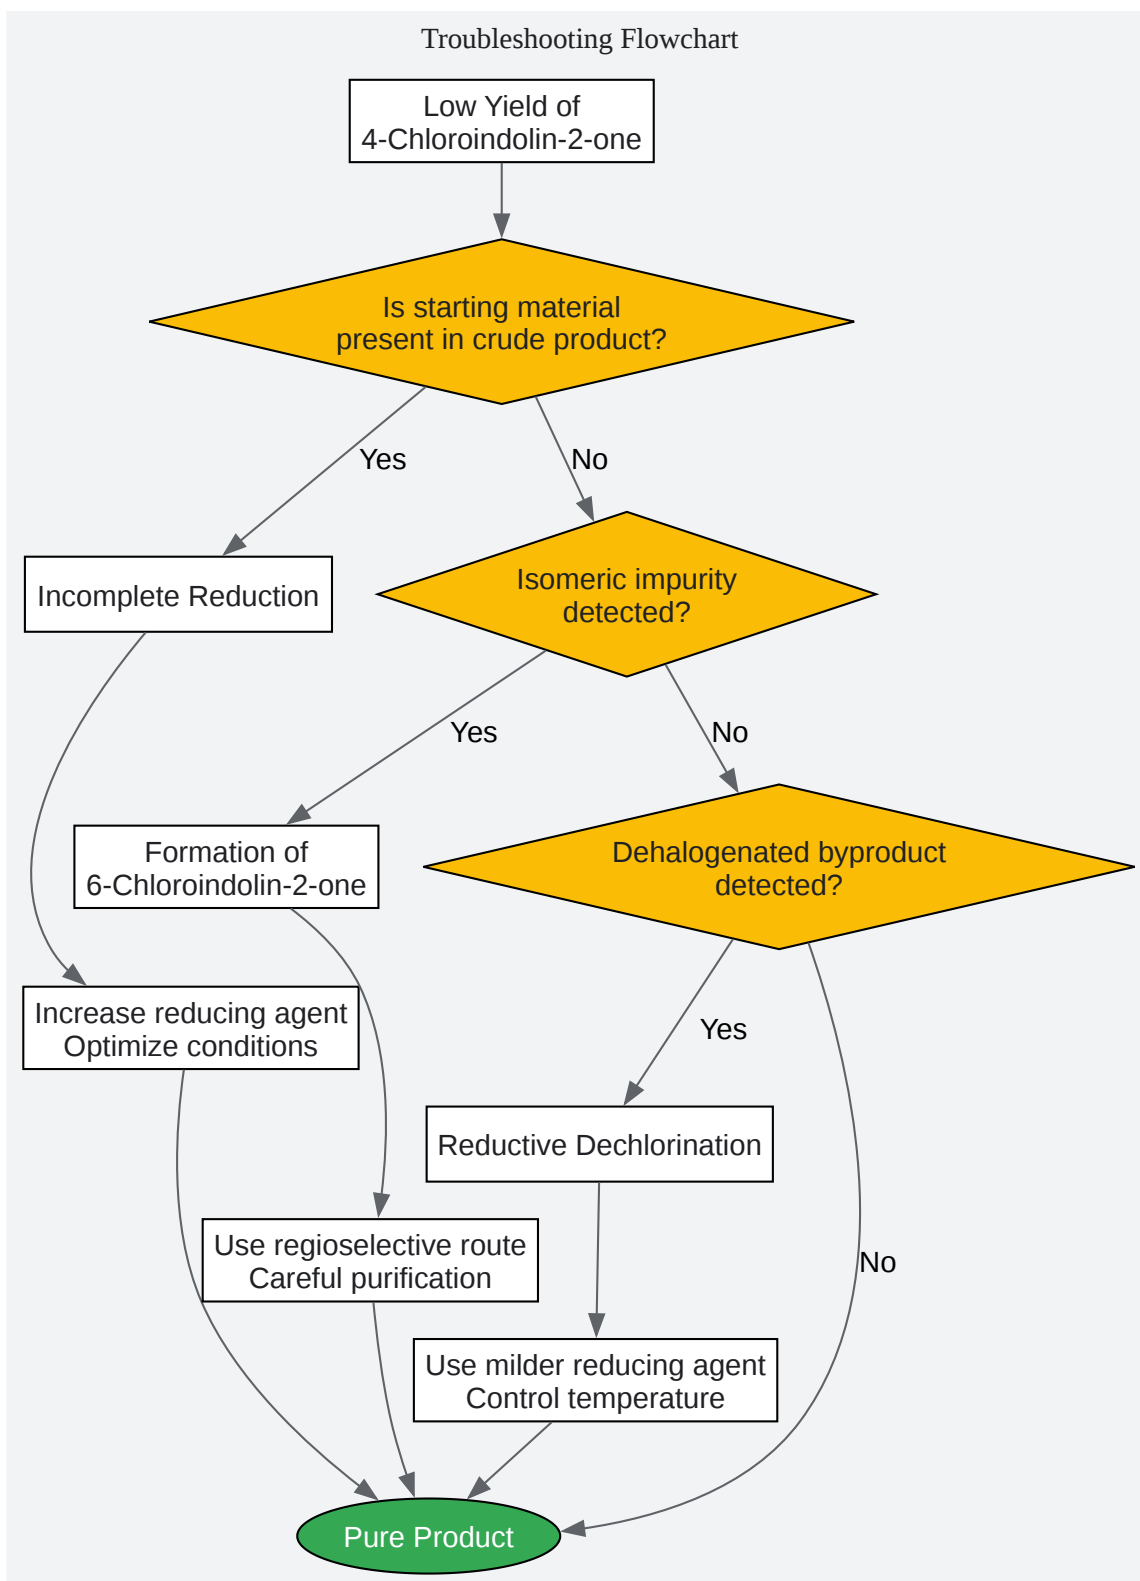 Troubleshooting Flowchart
Low Yield of
4-Chloroindolin-2-one
Is starting material
present in crude product?
Yes
No
Incomplete Reduction
Isomeric impurity
detected?
Yes
No
Formation of
6-Chloroindolin-2-one
Dehalogenated byproduct
detected?
Increase reducing agent
Optimize conditions
Yes
Reductive Dechlorination
Use regioselective route
Careful purification
No
Use milder reducing agent
Control temperature
Pure Product